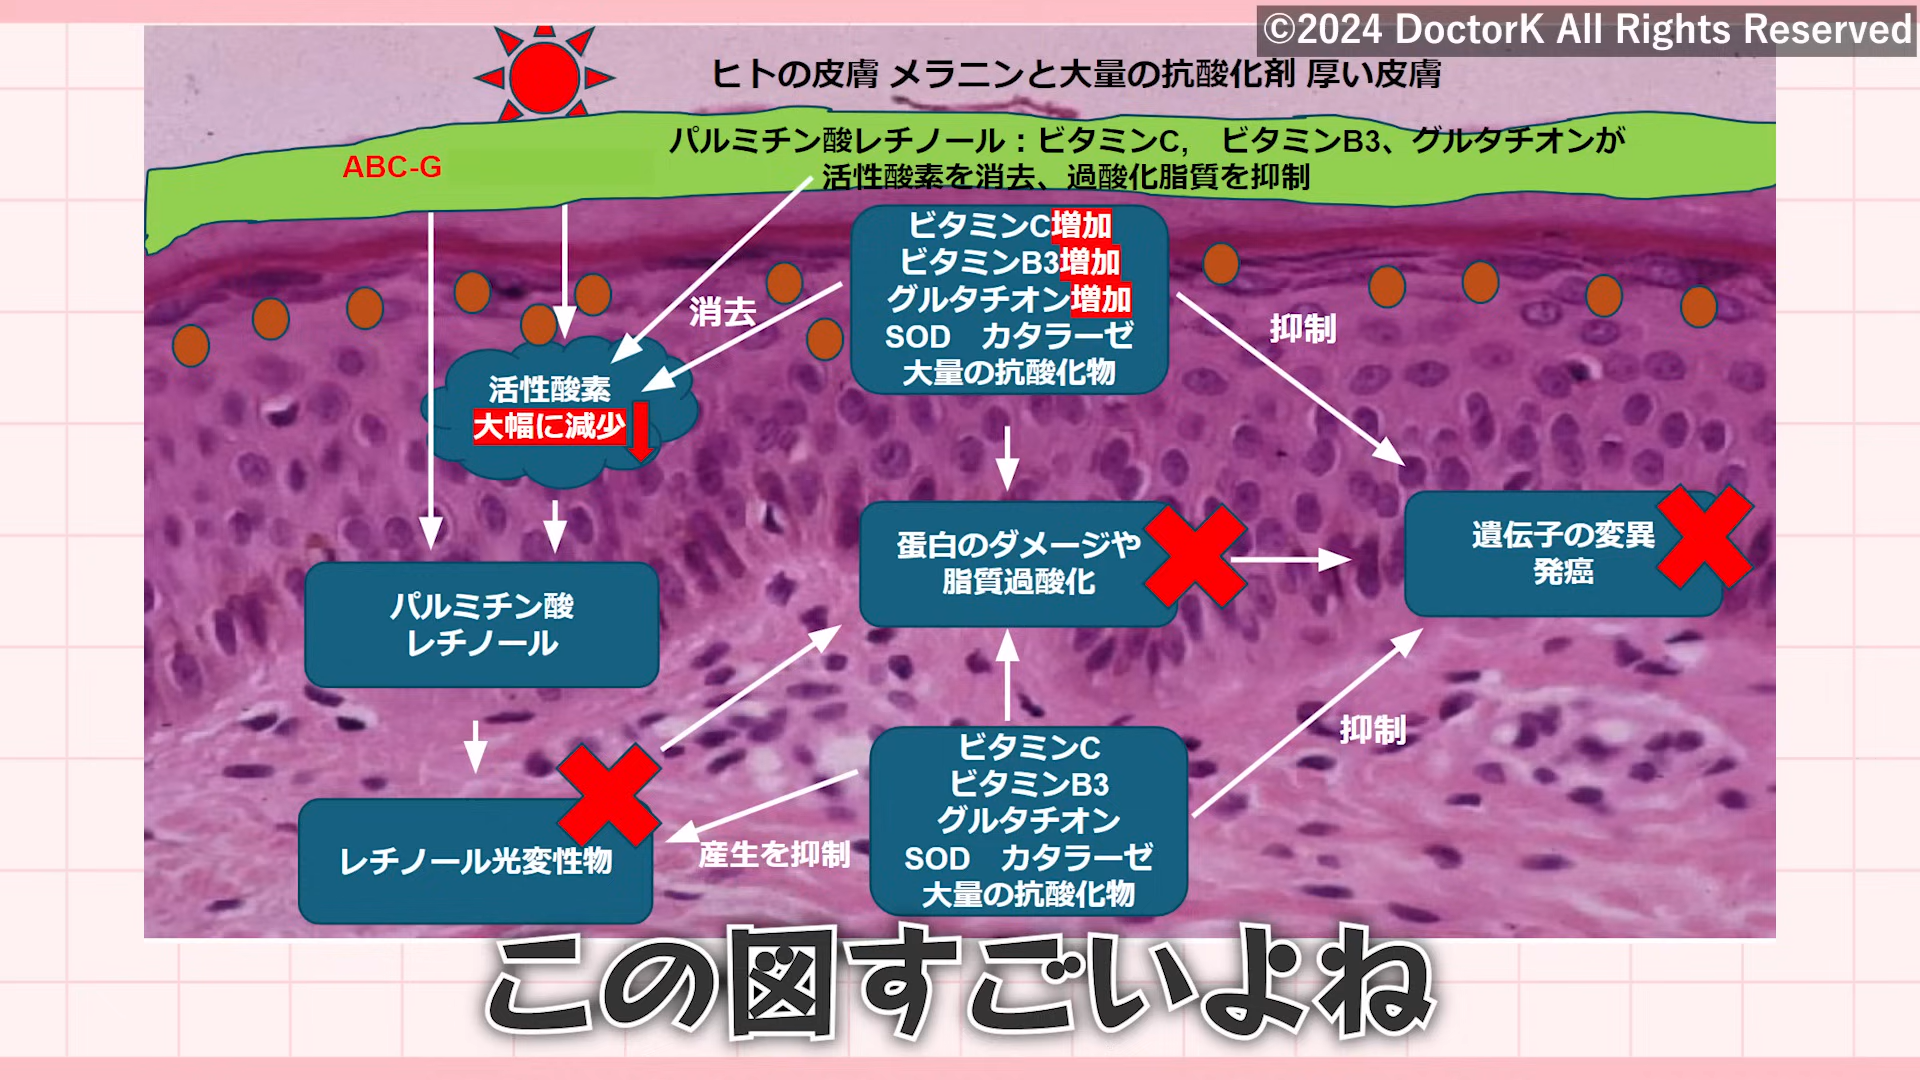 ©2024 DoctorK All Rights Reserved
ヒトの皮膚 メラニンと大量の抗酸化剤 厚い皮膚
ABC-G
パルミチン酸レチノール：ビタミンC,　ビタミンB3、グルタチオンが
活性酸素を消去、過酸化脂質を抑制
ビタミンC増加
ビタミンB3増加
グルタチオン増加
SOD　カタラーゼ
大量の抗酸化物
消去
抑制
活性酸素
大幅に減少
蛋白のダメージや
脂質過酸化
遺伝子の変異
発癌
パルミチン酸
レチノール
抑制
ビタミンC
ビタミンB3
グルタチオン
SOD　カタラーゼ
大量の抗酸化物
産生を抑制
レチノール光変性物
この図すごいよね